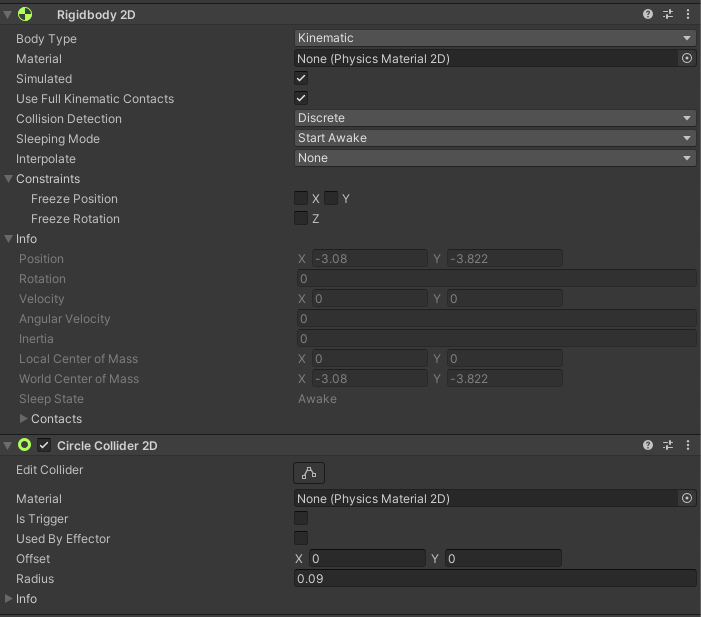 Rigidbody 2D
Body Type Kinematic
Material None (Physics Material 2D)
Simulated
Use Full Kinematic Contacts
Collision Detection Discrete
Sleeping Mode Start Awake
Interpolate None
Constraints
Freeze Position X Y
Freeze Rotation Z
Info
Position X -3.08 Y -3.822
Rotation 0
Velocity X 0 Y 0
Angular Velocity 0
Inertia 0
Local Center of Mass X 0 Y 0
World Center of Mass X -3.08 Y -3.822
Sleep State Awake
Contacts
Circle Collider 2D
Edit Collider
Material None (Physics Material 2D)
Is Trigger
Used By Effector
Offset X 0 Y 0
Radius 0.09
Info